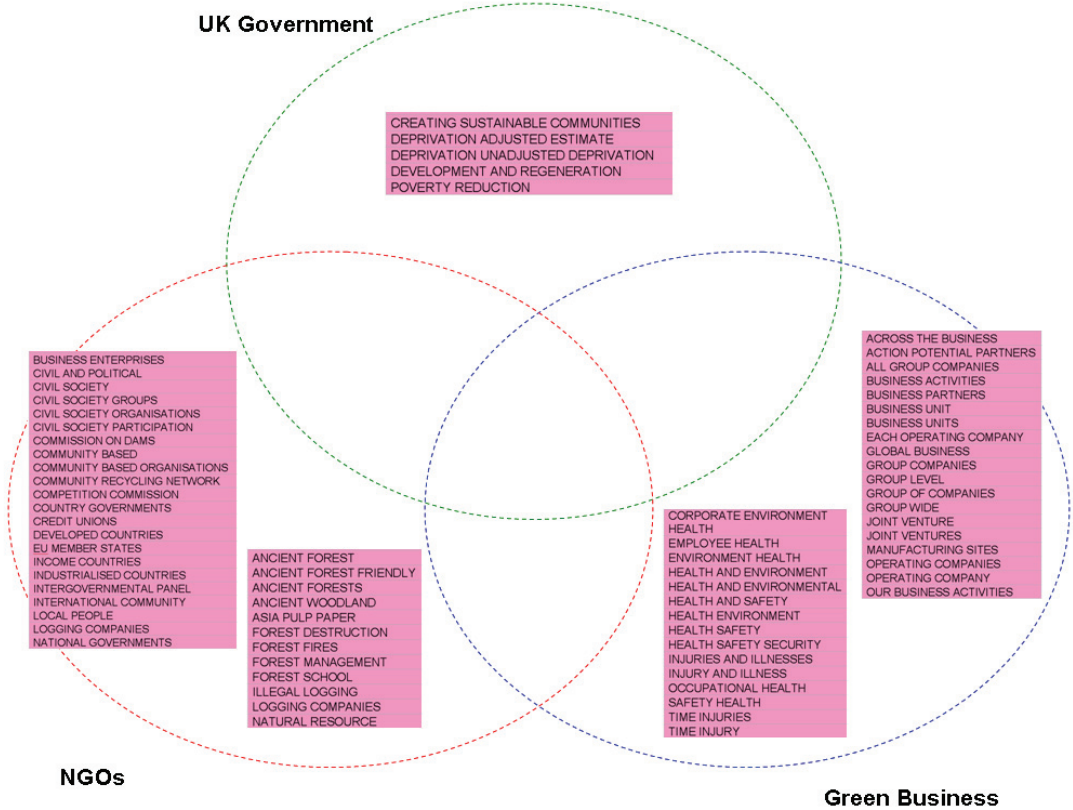 UK Government
CREATING SUSTAINABLE COMMUNITIES
DEPRIVATION ADJUSTED ESTIMATE
DEPRIVATION UNADJUSTED DEPRIVATION
DEVELOPMENT AND REGENERATION
POVERTY REDUCTION
BUSINESS ENTERPRISES
CIVIL AND POLITICAL
CIVIL SOCIETY
CIVIL SOCIETY GROUPS
CIVIL SOCIETY ORGANISATIONS
CIVIL SOCIETY PARTICIPATION
COMMISSION ON DAMS
COMMUNITY BASED
COMMUNITY BASED ORGANISATIONS
COMMUNITY RECYCLING NETWORK
COMPETITION COMMISSION
COUNTRY GOVERNMENTS
CREDIT UNIONS
DEVELOPED COUNTRIES
EU MEMBER STATES
INCOME COUNTRIES
INDUSTRIALISED COUNTRIES
INTERGOVERNMENTAL PANEL
INTERNATIONAL COMMUNITY
LOCAL PEOPLE
LOGGING COMPANIES
NATIONAL GOVERNMENTS
ANCIENT FOREST
ANCIENT FOREST FRIENDLY
ANCIENT FORESTS
ANCIENT WOODLAND
ASIA PULP PAPER
FOREST DESTRUCTION
FOREST FIRES
FOREST MANAGEMENT
FOREST SCHOOL
ILLEGAL LOGGING
LOGGING COMPANIES
NATURAL RESOURCE
CORPORATE ENVIRONMENT
HEALTH
EMPLOYEE HEALTH
ENVIRONMENT HEALTH
HEALTH AND ENVIRONMENT
HEALTH AND ENVIRONMENTAL
HEALTH AND SAFETY
HEALTH ENVIRONMENT
HEALTH SAFETY
HEALTH SAFETY SECURITY
INJURIES AND ILLNESSES
INJURY AND ILLNESS
OCCUPATIONAL HEALTH
SAFETY HEALTH
TIME INJURIES
TIME INJURY
ACROSS THE BUSINESS
ACTION POTENTIAL PARTNERS
ALL GROUP COMPANIES
BUSINESS ACTIVITIES
BUSINESS PARTNERS
BUSINESS UNIT
BUSINESS UNITS
EACH OPERATING COMPANY
GLOBAL BUSINESS
GROUP COMPANIES
GROUP LEVEL
GROUP OF COMPANIES
GROUP WIDE
JOINT VENTURE
JOINT VENTURES
MANUFACTURING SITES
OPERATING COMPANIES
OPERATING COMPANY
OUR BUSINESS ACTIVITIES
NGOs
Green Business